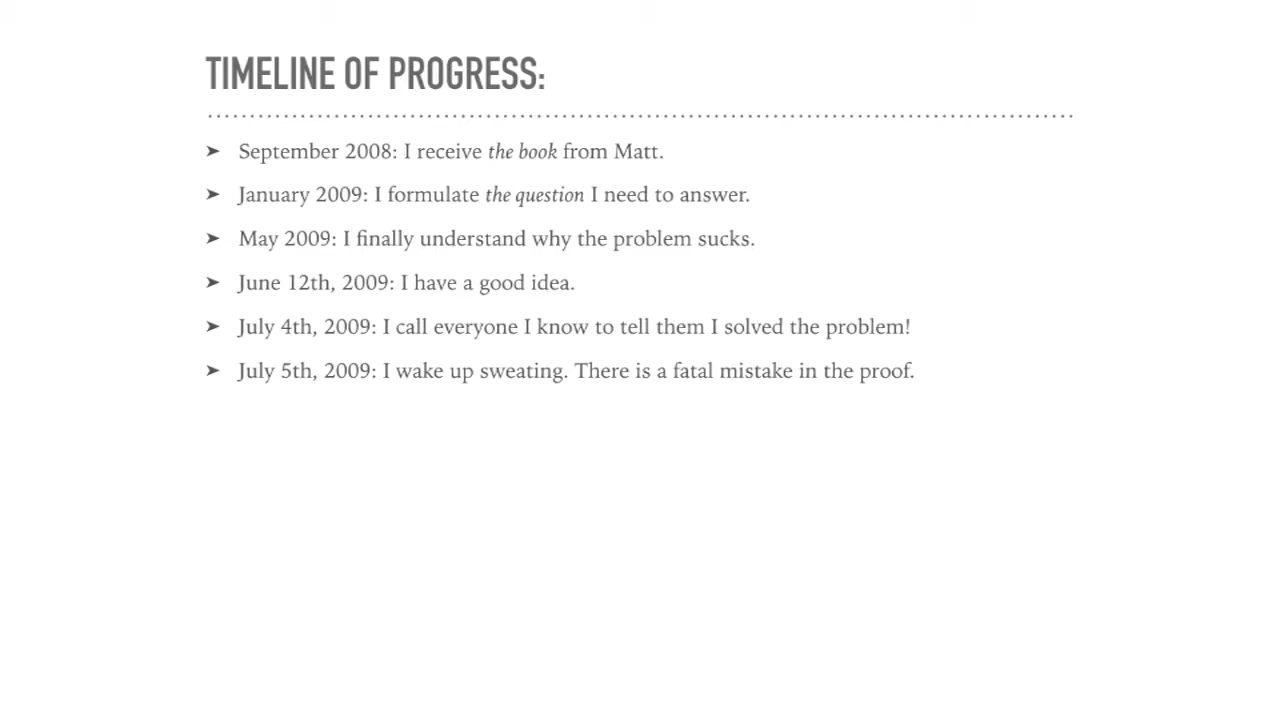 TIMELINE OF PROGRESS:
➤ September 2008: I receive the book from Matt.
➤ January 2009: I formulate the question I need to answer.
➤ May 2009: I finally understand why the problem sucks.
➤ June 12th, 2009: I have a good idea.
➤ July 4th, 2009: I call everyone I know to tell them I solved the problem!
➤ July 5th, 2009: I wake up sweating. There is a fatal mistake in the proof.